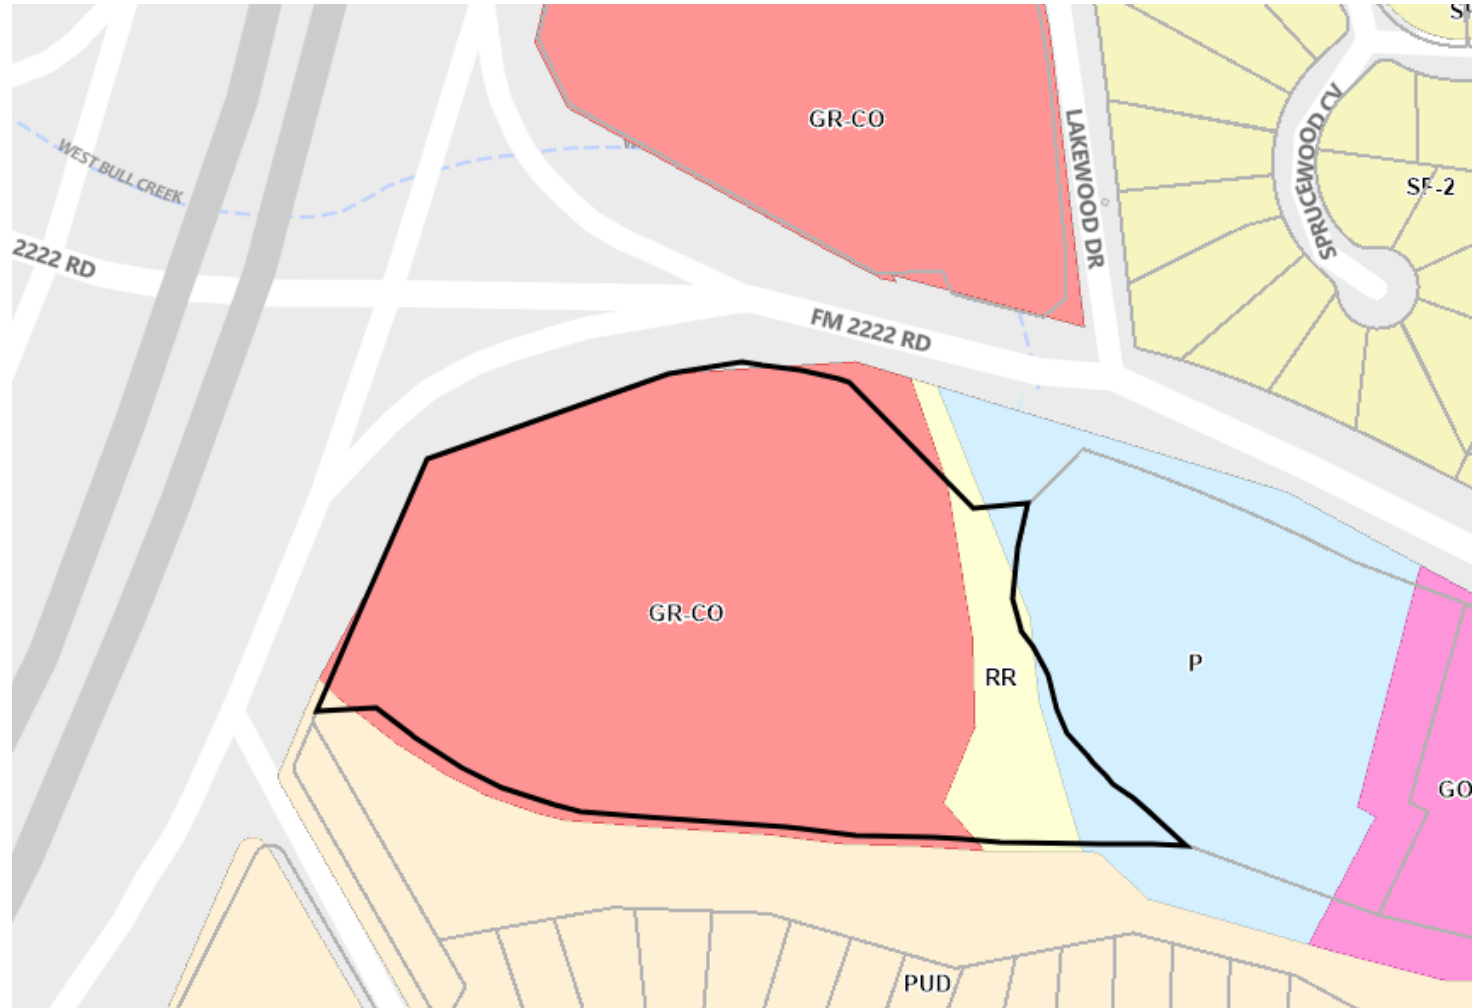 GR-CO
LAKEWOOD DR
SPRUCEWOOD CV
SF-2
WEST BULL CREEK
2222 RD
FM 2222 RD
GR-CO
RR
P
GO
PUD